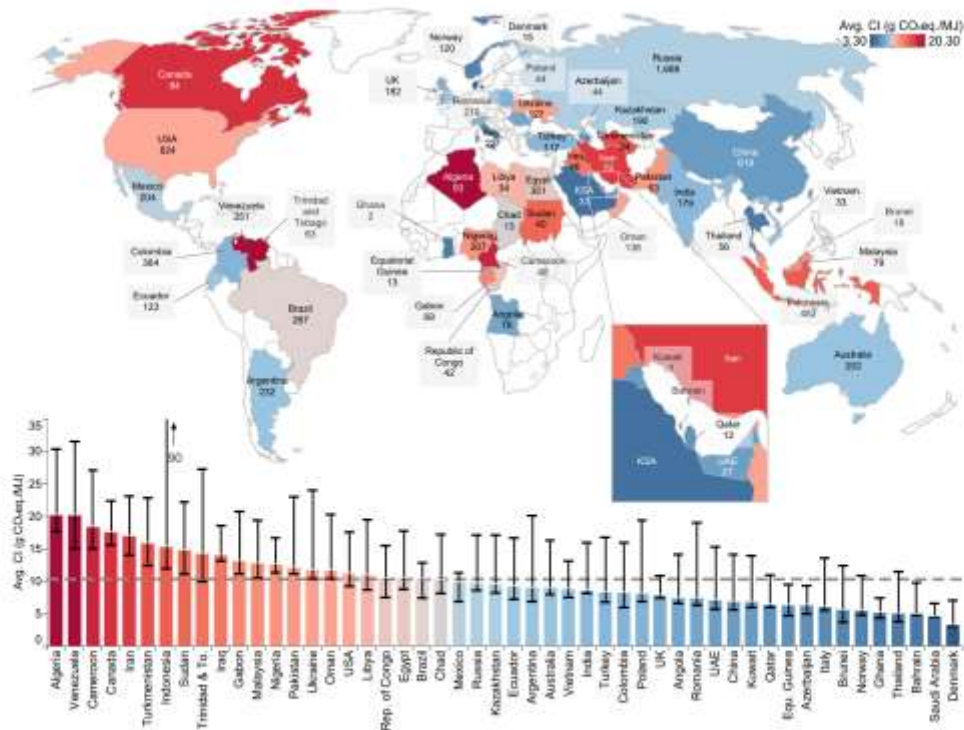 Avg. CI (g CO₂eq./MJ)
3.30 20.30
Denmark
15
Norway
120
Poland
44
Azerbaijan
44
Russia
Canada
UK
182
Romania
Ukraine
Kazakhstan
Turkey
117
China
USA
824
Mexico
204
Algeria
Libya
Egypt
301
KSA
Pakistan
India
Vietnam
33
Venezuela
Trinidad
and
Tobago
Ghana
Chad
13
Sudan
Nigeria
Oman
Thailand
Brunei
Malaysia
79
Colombia
384
Equatorial
Guinea
13
Cameroon
Ecuador
Brazil
Gabon
Angola
Indonesia
Republic of
Congo
42
Australia
Argentina
232
Kuwait
Iran
Bahrain
Qatar
12
KSA
UAE
27
Avg. CI (g CO₂eq./MJ)
35
30
25
20
15
10
5
0
90
Algeria
Venezuela
Cameroon
Canada
Iran
Turkmenistan
Indonesia
Sudan
Trinidad & To.
Iraq
Gabon
Malaysia
Nigeria
Pakistan
Ukraine
Oman
USA
Libya
Rep. of Congo
Egypt
Brazil
Chad
Mexico
Russia
Kazakhstan
Ecuador
Argentina
Australia
Vietnam
India
Turkey
Colombia
Poland
UK
Angola
Romania
UAE
China
Kuwait
Qatar
Equ. Guinea
Azerbaijan
Italy
Brunei
Norway
Ghana
Thailand
Bahrain
Saudi Arabia
Denmark